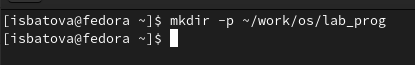 [isbatova@fedora ~]$ mkdir -p ~/work/os/lab_prog
[isbatova@fedora ~]$